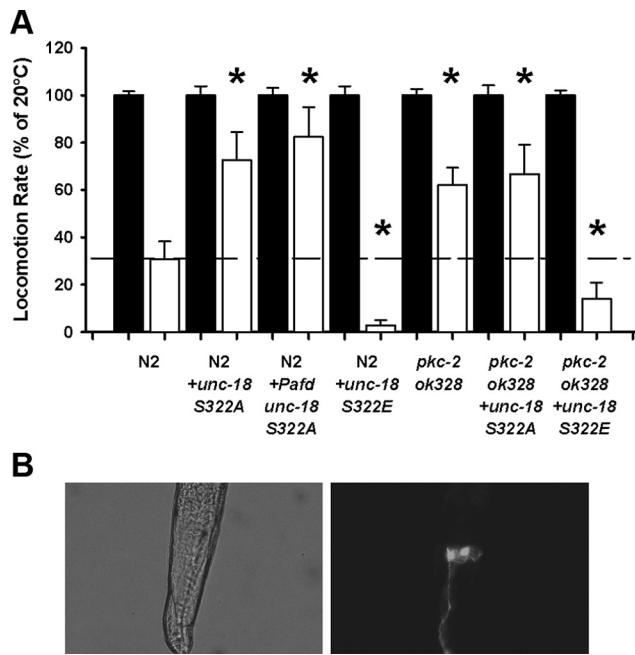 A
Locomotion Rate (% of 20°C)
120
100
80
60
40
20
0
* * * * * *
N2
N2
+unc-18
S322A
N2
+Pafd
unc-18
S322A
N2
+unc-18
S322E
pkc-2
ok328
pkc-2
ok328
+unc-18
S322A
pkc-2
ok328
+unc-18
S322E
B